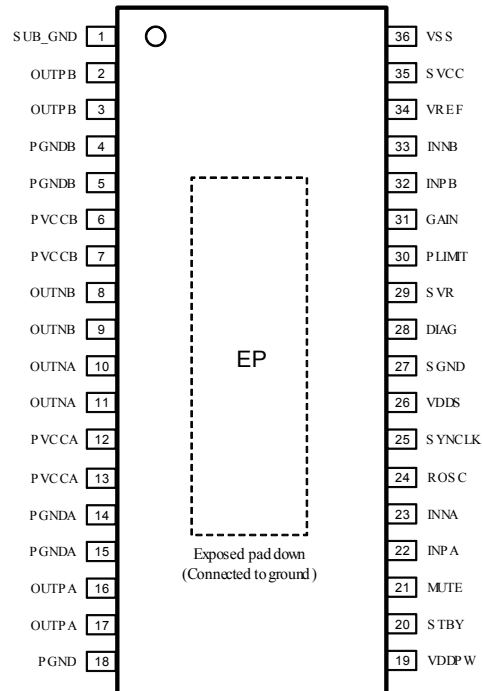 SUB_GND 1
OUTPB 2
OUTPB 3
PGNDB 4
PGNDB 5
PVCCB 6
PVCCB 7
OUTNB 8
OUTNB 9
OUTNA 10
OUTNA 11
PVCCA 12
PVCCA 13
PGNDA 14
PGNDA 15
OUTPA 16
OUTPA 17
PGND 18
EP
Exposed pad down
(Connected to ground)
36 VSS
35 SVCC
34 VREF
33 INNB
32 INPB
31 GAIN
30 PLIMIT
29 SVR
28 DIAG
27 SGND
26 VDDS
25 SYNCLK
24 ROSC
23 INNA
22 INPA
21 MUTE
20 STBY
19 VDDPW